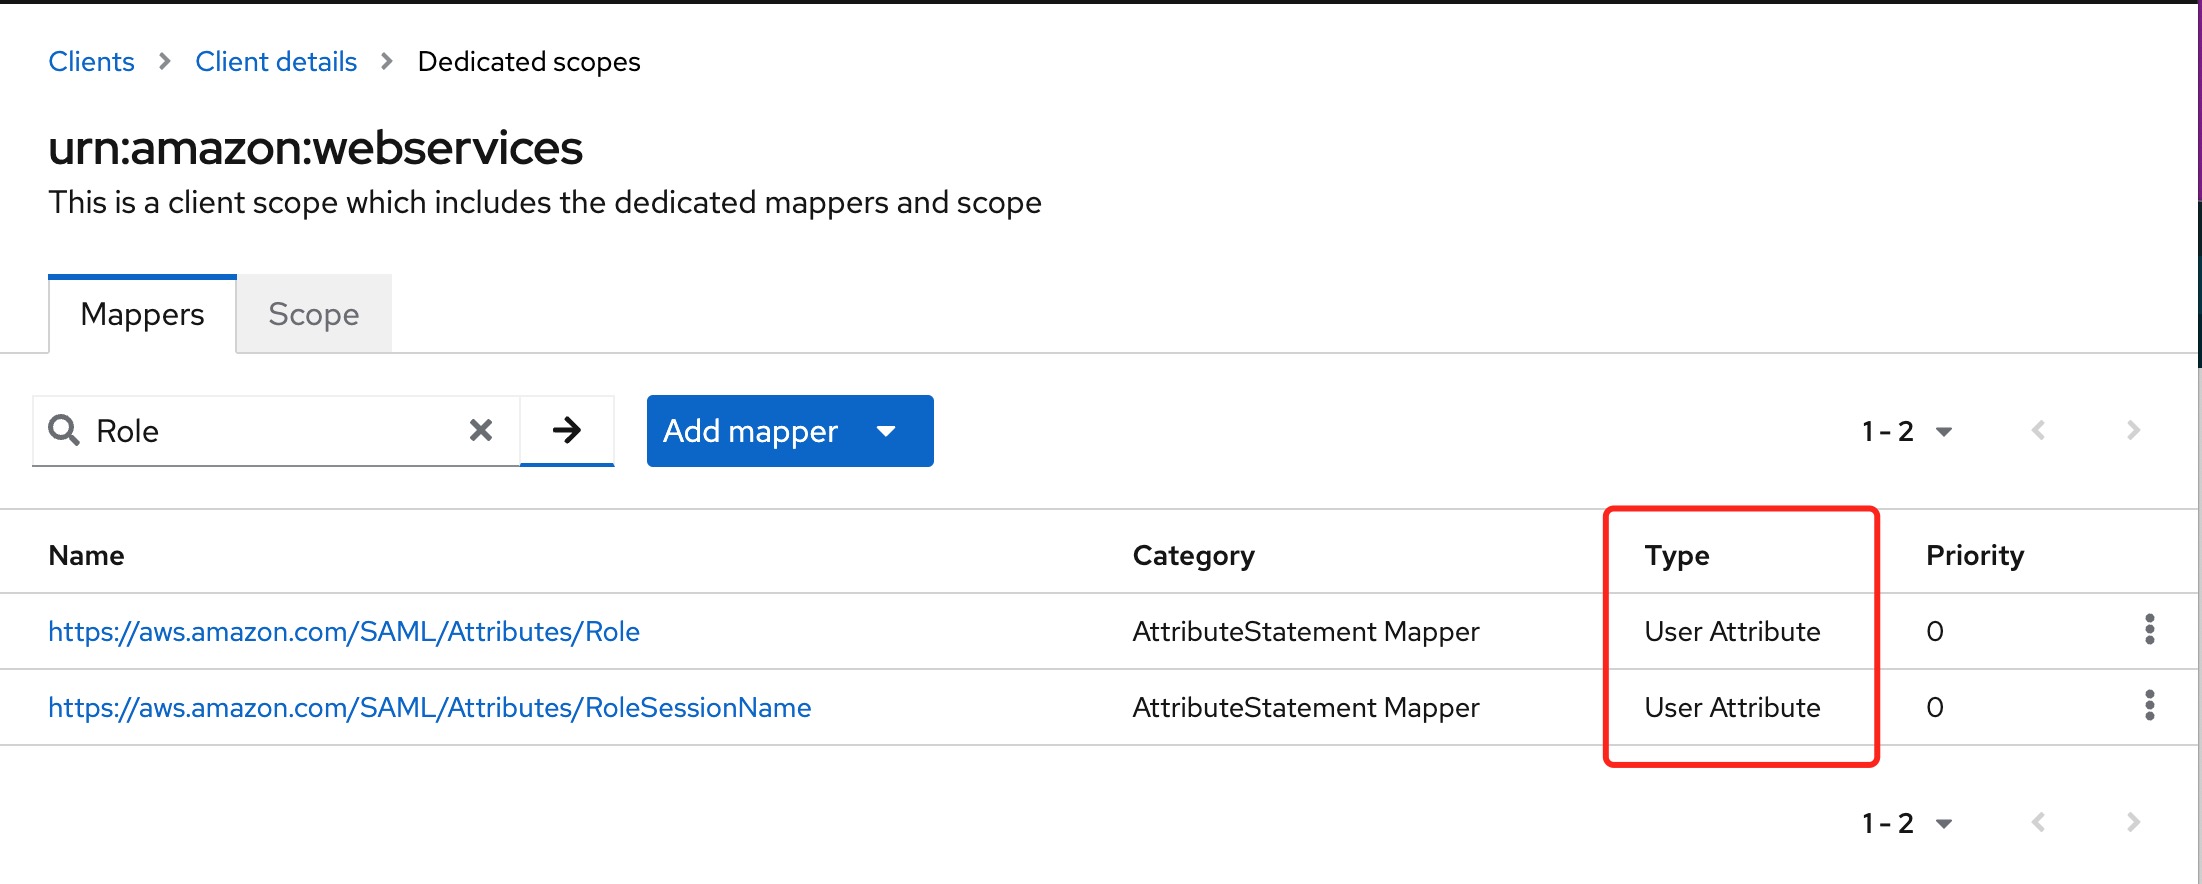 Clients > Client details > Dedicated scopes
urn:amazon:webservices
This is a client scope which includes the dedicated mappers and scope
Mappers Scope
Role Add mapper 1 - 2
Name Category Type Priority
https://aws.amazon.com/SAML/Attributes/Role AttributeStatement Mapper User Attribute 0
https://aws.amazon.com/SAML/Attributes/RoleSessionName AttributeStatement Mapper User Attribute 0
1 - 2